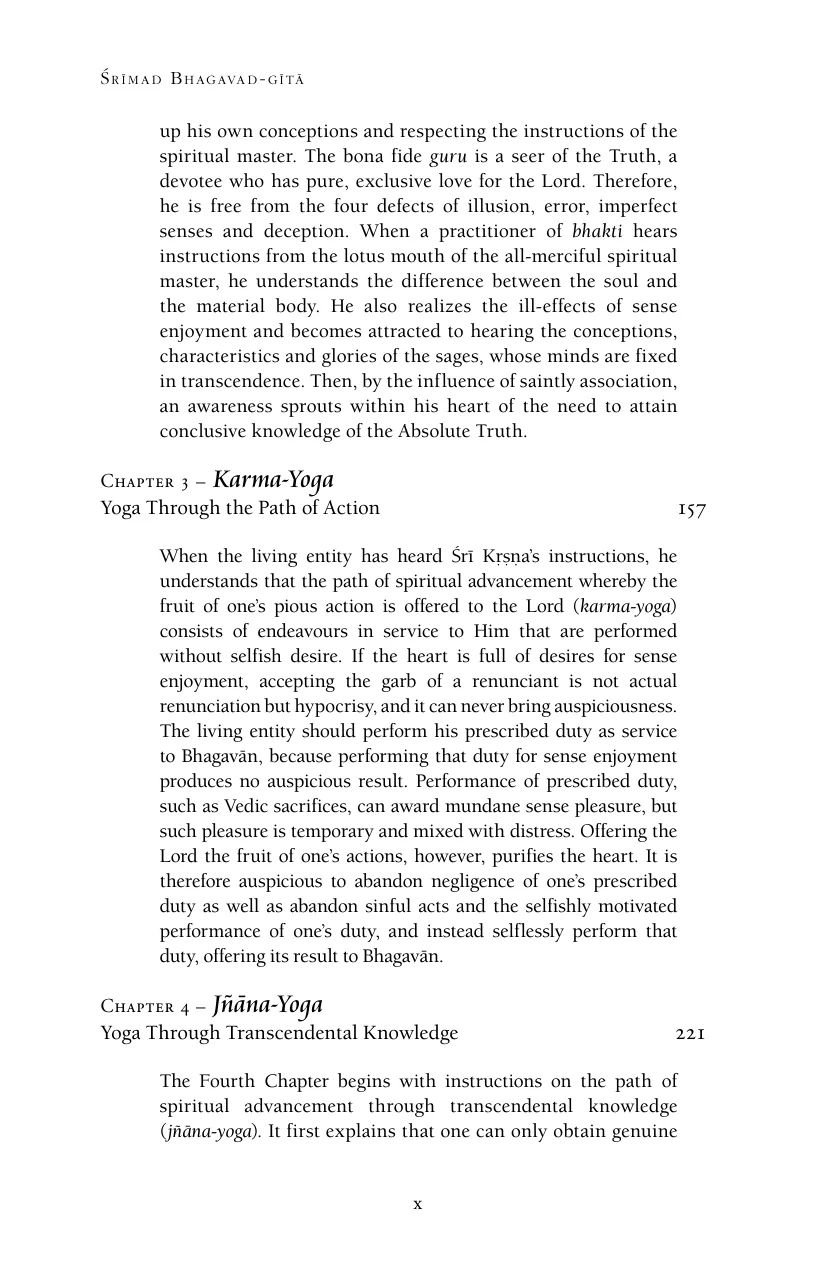 Śrīmad Bhagavad-gītā
up his own conceptions and respecting the instructions of the
spiritual master. The bona fide guru is a seer of the Truth, a
devotee who has pure, exclusive love for the Lord. Therefore,
he is free from the four defects of illusion, error, imperfect
senses and deception. When a practitioner of bhakti hears
instructions from the lotus mouth of the all-merciful spiritual
master, he understands the difference between the soul and
the material body. He also realizes the ill-effects of sense
enjoyment and becomes attracted to hearing the conceptions,
characteristics and glories of the sages, whose minds are fixed
in transcendence. Then, by the influence of saintly association,
an awareness sprouts within his heart of the need to attain
conclusive knowledge of the Absolute Truth.
Chapter 3 – Karma-Yoga
Yoga Through the Path of Action 157
When the living entity has heard Śrī Kṛṣṇa’s instructions, he
understands that the path of spiritual advancement whereby the
fruit of one’s pious action is offered to the Lord (karma-yoga)
consists of endeavours in service to Him that are performed
without selfish desire. If the heart is full of desires for sense
enjoyment, accepting the garb of a renunciant is not actual
renunciation but hypocrisy, and it can never bring auspiciousness.
The living entity should perform his prescribed duty as service
to Bhagavān, because performing that duty for sense enjoyment
produces no auspicious result. Performance of prescribed duty,
such as Vedic sacrifices, can award mundane sense pleasure, but
such pleasure is temporary and mixed with distress. Offering the
Lord the fruit of one’s actions, however, purifies the heart. It is
therefore auspicious to abandon negligence of one’s prescribed
duty as well as abandon sinful acts and the selfishly motivated
performance of one’s duty, and instead selflessly perform that
duty, offering its result to Bhagavān.
Chapter 4 – Jñāna-Yoga
Yoga Through Transcendental Knowledge 221
The Fourth Chapter begins with instructions on the path of
spiritual advancement through transcendental knowledge
(jñāna-yoga). It first explains that one can only obtain genuine
x